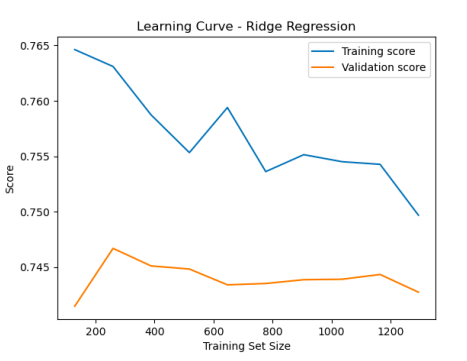 Learning Curve - Ridge Regression
Training score
Validation score
Score
0.765
0.760
0.755
0.750
0.745
200 400 600 800 1000 1200
Training Set Size